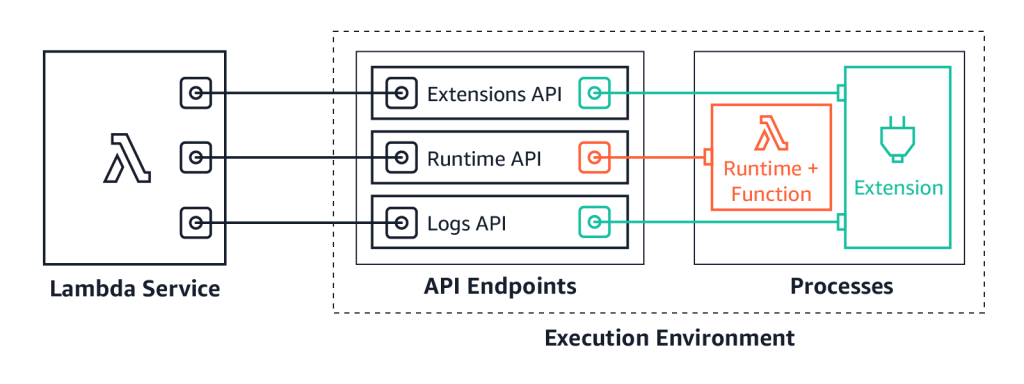 Extensions API
Runtime API
Logs API
Runtime +
Function
Extension
Lambda Service
API Endpoints
Processes
Execution Environment